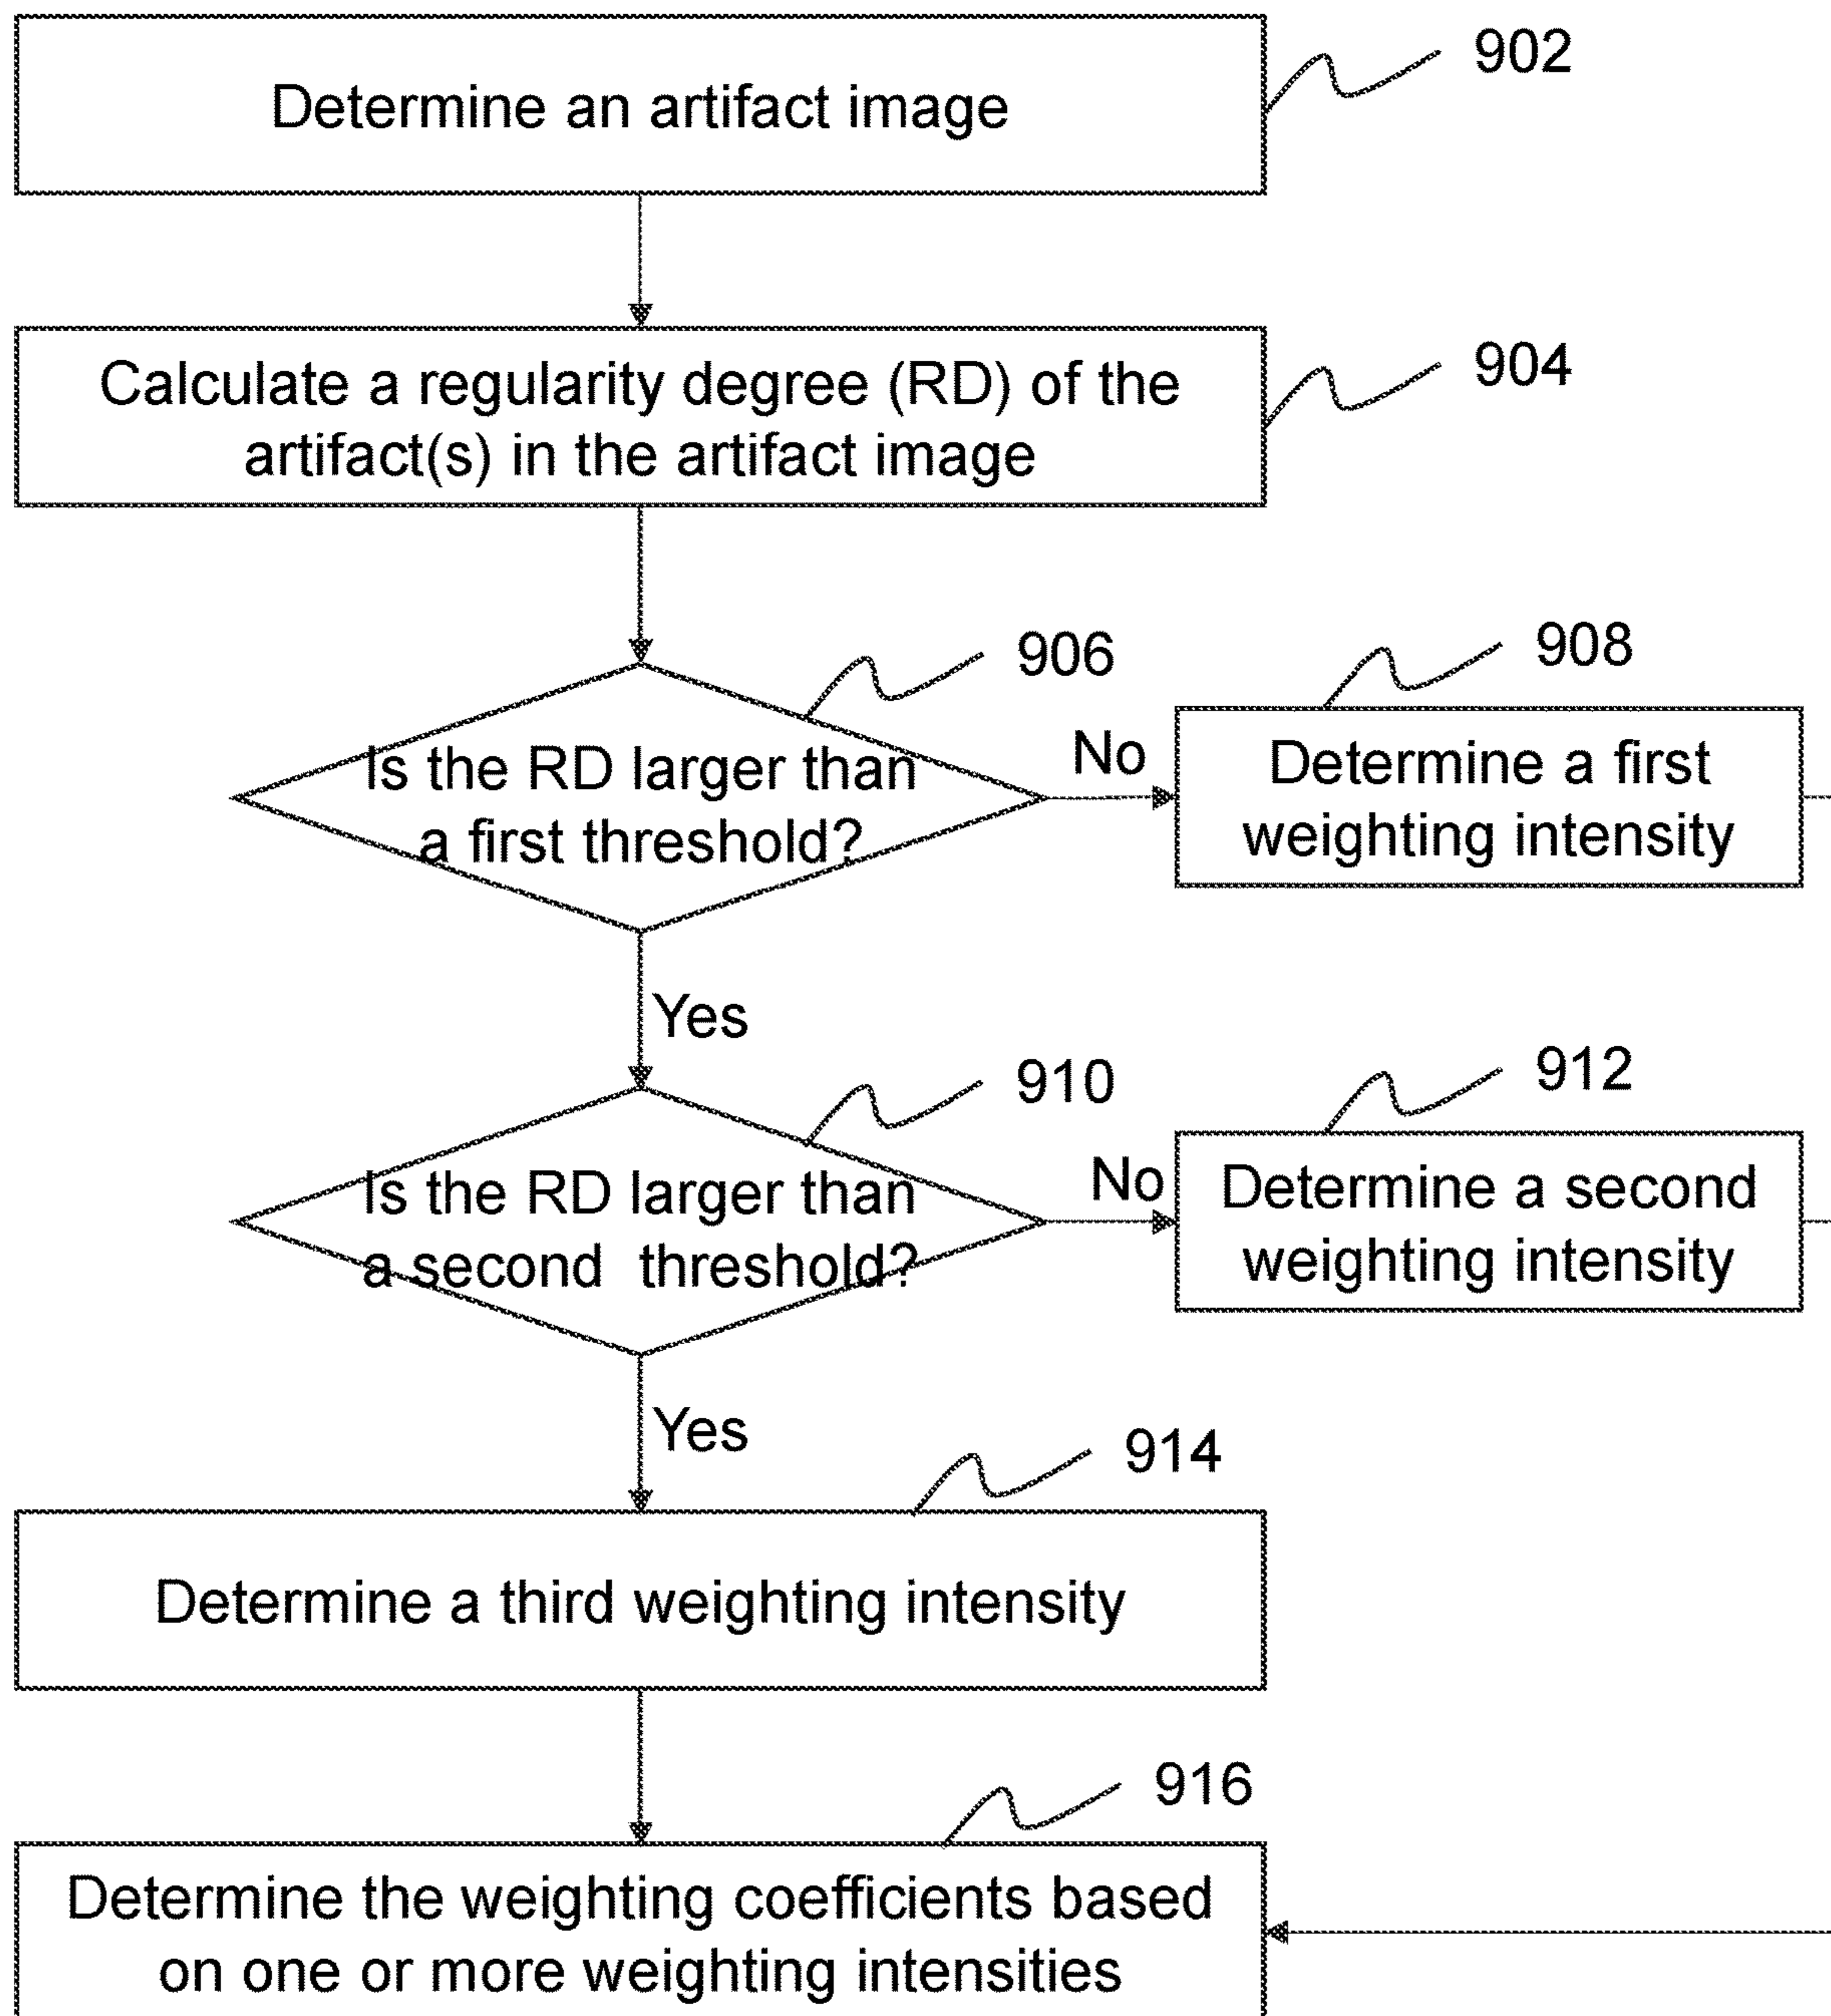 Determine an artifact image
902
Calculate a regularity degree (RD) of the
artifact(s) in the artifact image
904
Is the RD larger than
a first threshold?
906
No
Determine a first
weighting intensity
908
Yes
Is the RD larger than
a second threshold?
910
No
Determine a second
weighting intensity
912
Yes
Determine a third weighting intensity
914
Determine the weighting coefficients based
on one or more weighting intensities
916